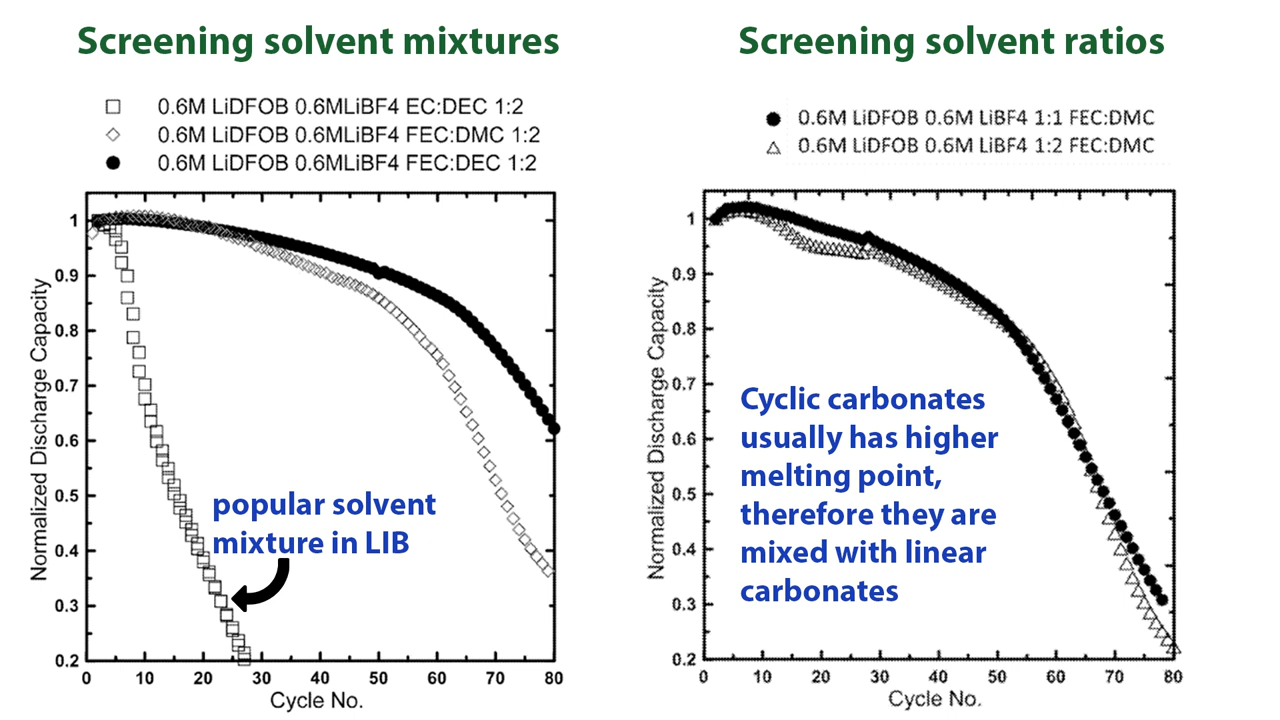 Screening solvent mixtures
0.6M LiDFOB 0.6MLiBF4 EC:DEC 1:2
0.6M LiDFOB 0.6MLiBF4 FEC:DMC 1:2
0.6M LiDFOB 0.6MLiBF4 FEC:DEC 1:2
Normalized Discharge Capacity
1
0.9
0.8
0.7
0.6
0.5
0.4
0.3
0.2
popular solvent
mixture in LIB
0 10 20 30 40 50 60 70 80
Cycle No.
Screening solvent ratios
0.6M LiDFOB 0.6M LiBF4 1:1 FEC:DMC
0.6M LiDFOB 0.6M LiBF4 1:2 FEC:DMC
Normalized Discharge Capacity
1
0.9
0.8
0.7
0.6
0.5
0.4
0.3
0.2
Cyclic carbonates
usually has higher
melting point,
therefore they are
mixed with linear
carbonates
0 10 20 30 40 50 60 70 80
Cycle No.